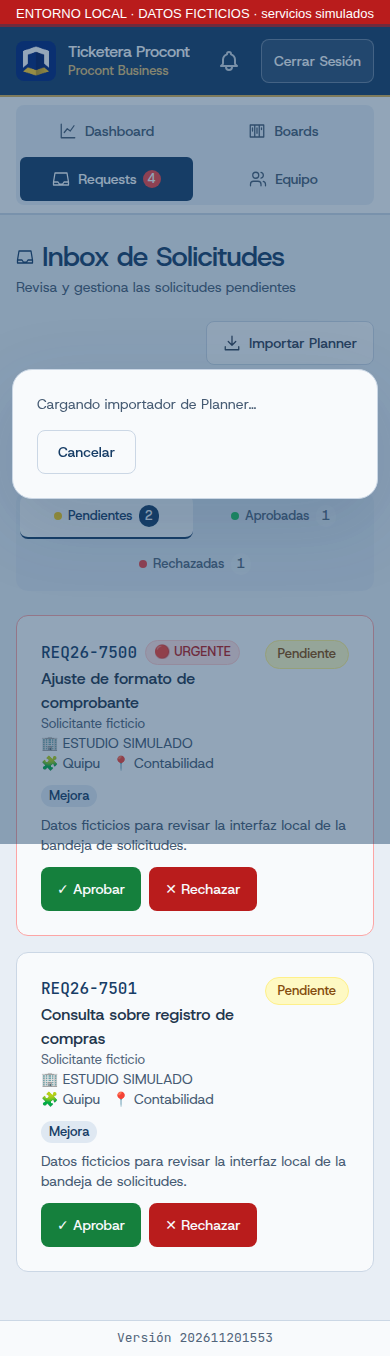 ENTORNO LOCAL · DATOS FICTICIOS · servicios simulados
Ticketera Procont
Procont Business
Cerrar Sesión
Dashboard
Boards
Requests 4
Equipo
Inbox de Solicitudes
Revisa y gestiona las solicitudes pendientes
Importar Planner
Cargando importador de Planner…
Cancelar
Pendientes 2
Aprobadas 1
Rechazadas 1
REQ26-7500 URGENTE Pendiente
Ajuste de formato de
comprobante
Solicitante ficticio
ESTUDIO SIMULADO
Quipu Contabilidad
Mejora
Datos ficticios para revisar la interfaz local de la
bandeja de solicitudes.
✓ Aprobar ✕ Rechazar
REQ26-7501 Pendiente
Consulta sobre registro de
compras
Solicitante ficticio
ESTUDIO SIMULADO
Quipu Contabilidad
Mejora
Datos ficticios para revisar la interfaz local de la
bandeja de solicitudes.
✓ Aprobar ✕ Rechazar
Versión 202611201553